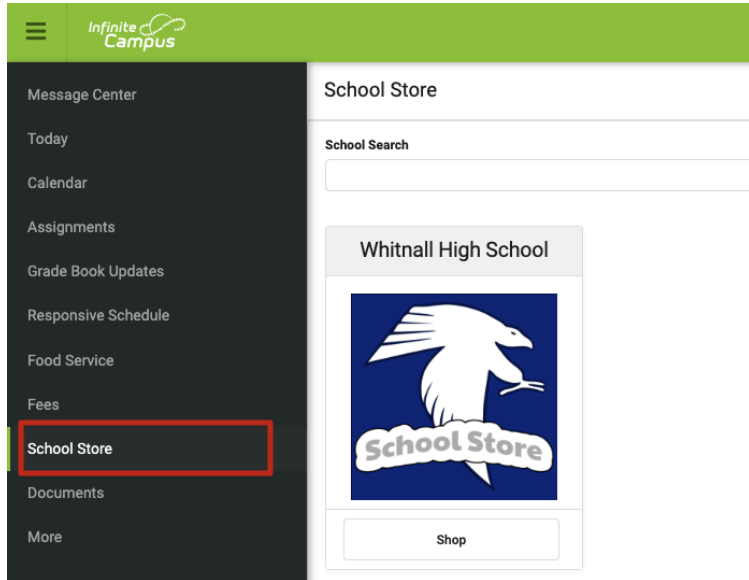 Infinite
Campus
Message Center
Today
Calendar
Assignments
Grade Book Updates
Responsive Schedule
Food Service
Fees
School Store
Documents
More
School Store
School Search
Whitnall High School
School Store
Shop